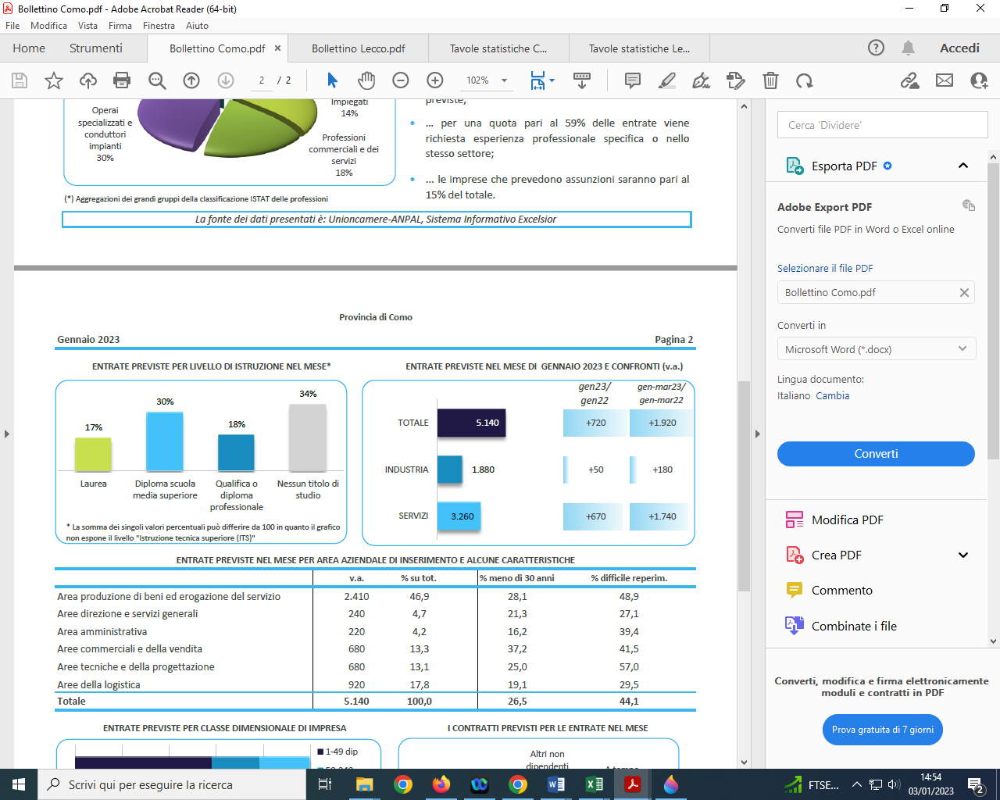 Bollettino Como.pdf - Adobe Acrobat Reader (64-bit)
File Modifica Vista Firma Finestra Aiuto
Home Strumenti Bollettino Como.pdf × Bollettino Lecco.pdf Tavole statistiche C... Tavole statistiche Le... Accedi
2 / 2 102%
Operai
specializzati e
conduttori
impianti
30%
Impiegati
14%
Professioni
commerciali e dei
servizi
18%
previste;
• ... per una quota pari al 59% delle entrate viene
richiesta esperienza professionale specifica o nello
stesso settore;
• ... le imprese che prevedono assunzioni saranno pari al
15% del totale.
(*) Aggregazioni dei grandi gruppi della classificazione ISTAT delle professioni
La fonte dei dati presentati è: Unioncamere-ANPAL, Sistema Informativo Excelsior
Provincia di Como
Gennaio 2023 Pagina 2
ENTRATE PREVISTE PER LIVELLO DI ISTRUZIONE NEL MESE*
17% 30% 18% 34%
Laurea
Diploma scuola
media superiore
Qualifica o
diploma
professionale
Nessun titolo di
studio
* La somma dei singoli valori percentuali può differire da 100 in quanto il grafico
non espone il livello "Istruzione tecnica superiore (ITS)"
ENTRATE PREVISTE NEL MESE DI GENNAIO 2023 E CONFRONTI (v.a.)
gen23/
gen22
gen-mar23/
gen-mar22
TOTALE 5.140 +720 +1.920
INDUSTRIA 1.880 +50 +180
SERVIZI 3.260 +670 +1.740
ENTRATE PREVISTE NEL MESE PER AREA AZIENDALE DI INSERIMENTO E ALCUNE CARATTERISTICHE
v.a. % su tot. % meno di 30 anni % difficile reperim.
Area produzione di beni ed erogazione del servizio 2.410 46,9 28,1 48,9
Aree direzione e servizi generali 240 4,7 21,3 27,1
Area amministrativa 220 4,2 16,2 39,4
Aree commerciali e della vendita 680 13,3 37,2 41,5
Aree tecniche e della progettazione 680 13,1 25,0 57,0
Aree della logistica 920 17,8 19,1 29,5
Totale 5.140 100,0 26,5 44,1
ENTRATE PREVISTE PER CLASSE DIMENSIONALE DI IMPRESA
1-49 dip
I CONTRATTI PREVISTI PER LE ENTRATE NEL MESE
Altri non
dipendenti
Cerca 'Dividere'
Esporta PDF
Adobe Export PDF
Converti file PDF in Word o Excel online
Selezionare il file PDF
Bollettino Como.pdf
Converti in
Microsoft Word (*.docx)
Lingua documento:
Italiano Cambia
Converti
Modifica PDF
Crea PDF
Commento
Combinate i file
Converti, modifica e firma elettronicamente
moduli e contratti in PDF
Prova gratuita di 7 giorni
Scrivi qui per eseguire la ricerca
FTSE...
14:54
03/01/2023
2